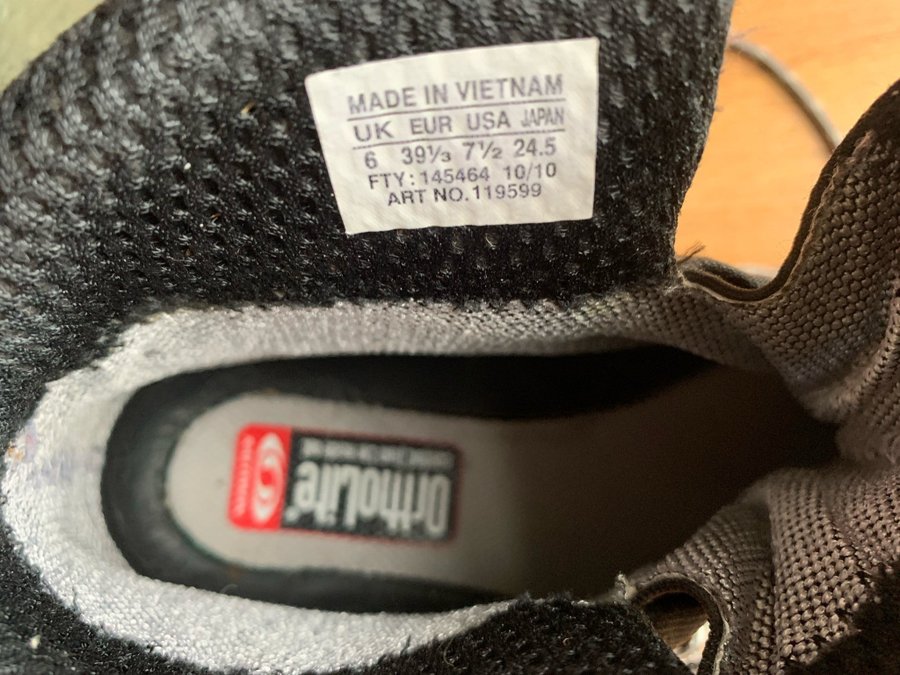 MADE IN VIETNAM
UK EUR USA JAPAN
6 39⅓ 7½ 24.5
FTY: 145464 10/10
ART NO. 119599
OrthoLite